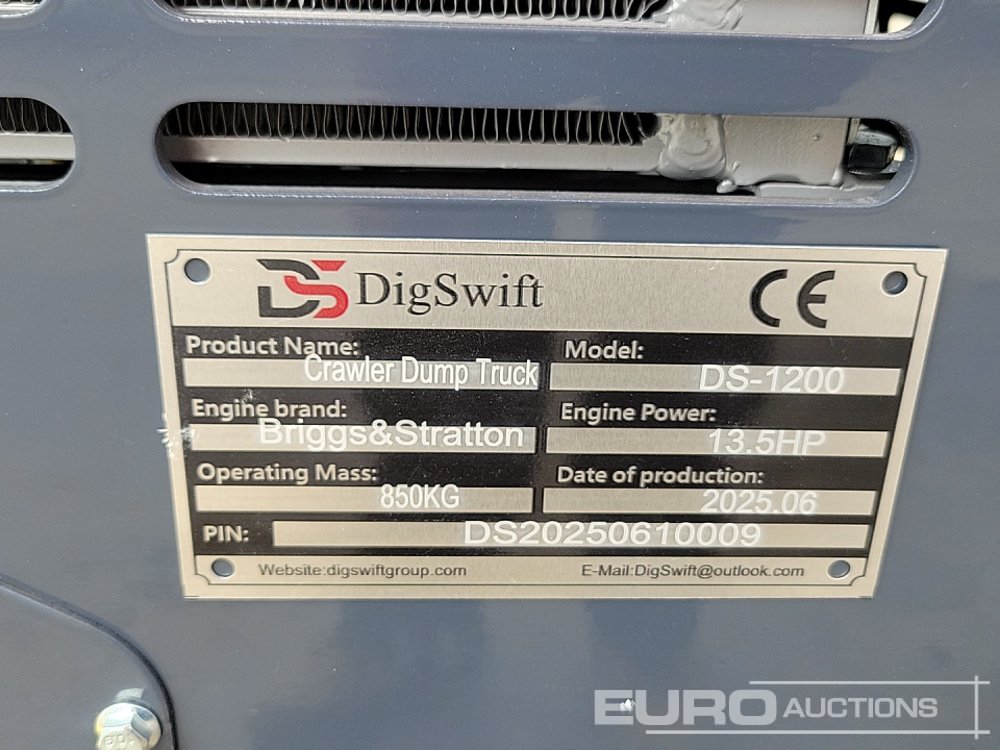 DS DigSwift CE
Product Name: Model:
Crawler Dump Truck DS-1200
Engine brand: Engine Power:
Briggs&Stratton 13.5HP
Operating Mass: Date of production:
850KG 2025.06
PIN: DS20250610009
Website:digswiftgroup.com E-Mail:DigSwift@outlook.com
EURO AUCTIONS